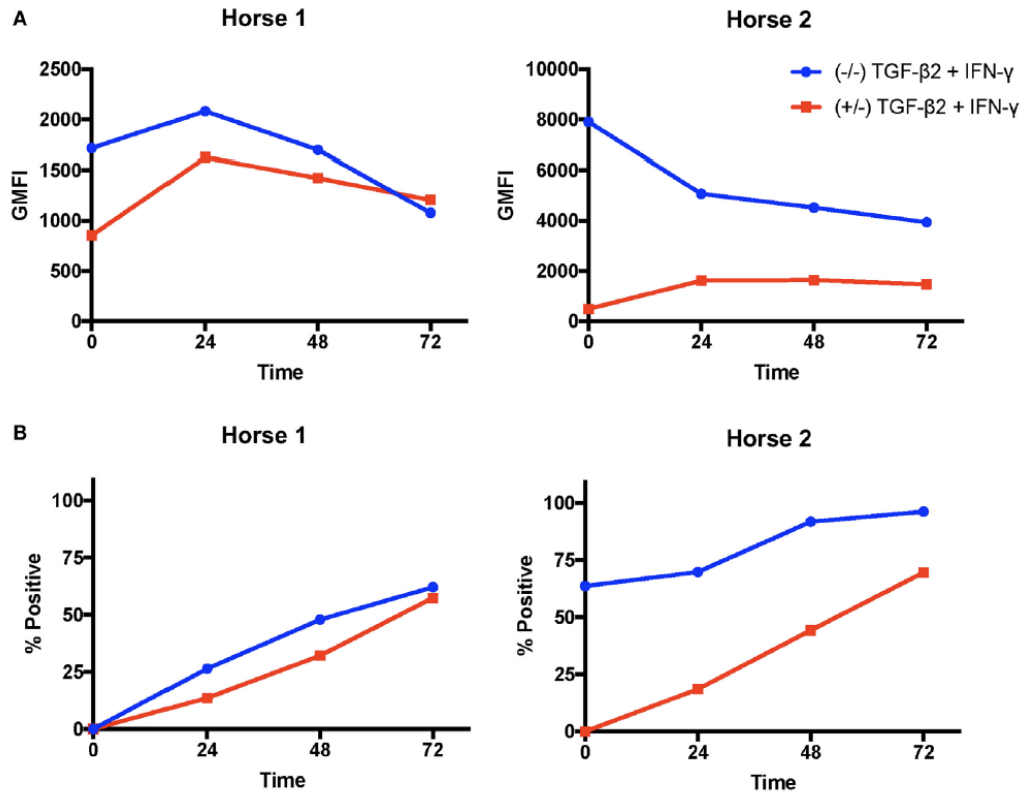 A
Horse 1
Horse 2
2500
2000
1500
1000
500
0
GMFI
0 24 48 72
Time
10000
8000
6000
4000
2000
0
GMFI
0 24 48 72
Time
(-/-) TGF-β2 + IFN-γ
(+/-) TGF-β2 + IFN-γ
B
Horse 1
Horse 2
100
75
50
25
0
% Positive
0 24 48 72
Time
100
75
50
25
0
% Positive
0 24 48 72
Time